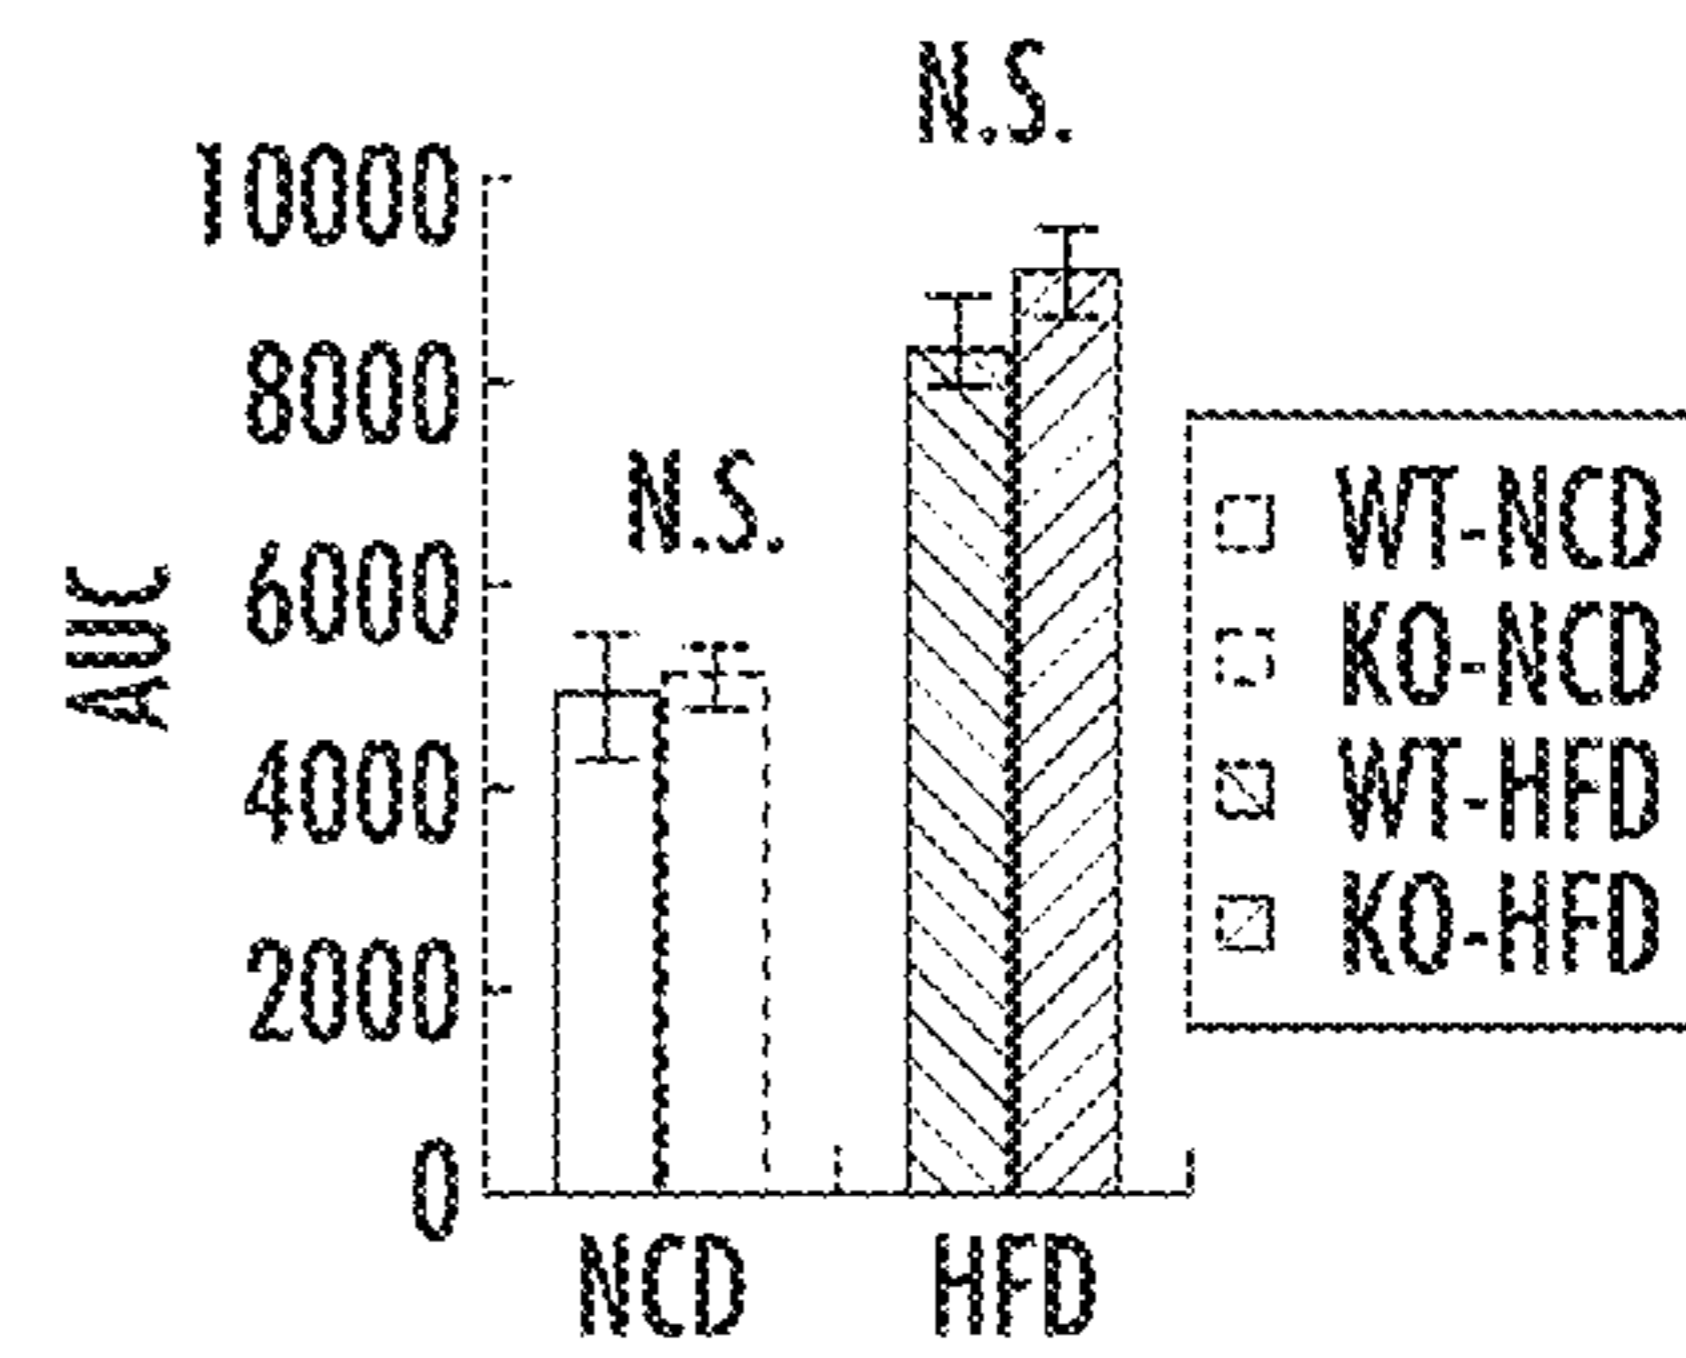 N.S.
10000
8000
N.S.
6000
AUC
4000
2000
0
NCD
HFD
WT-NCD
KO-NCD
WT-HFD
KO-HFD